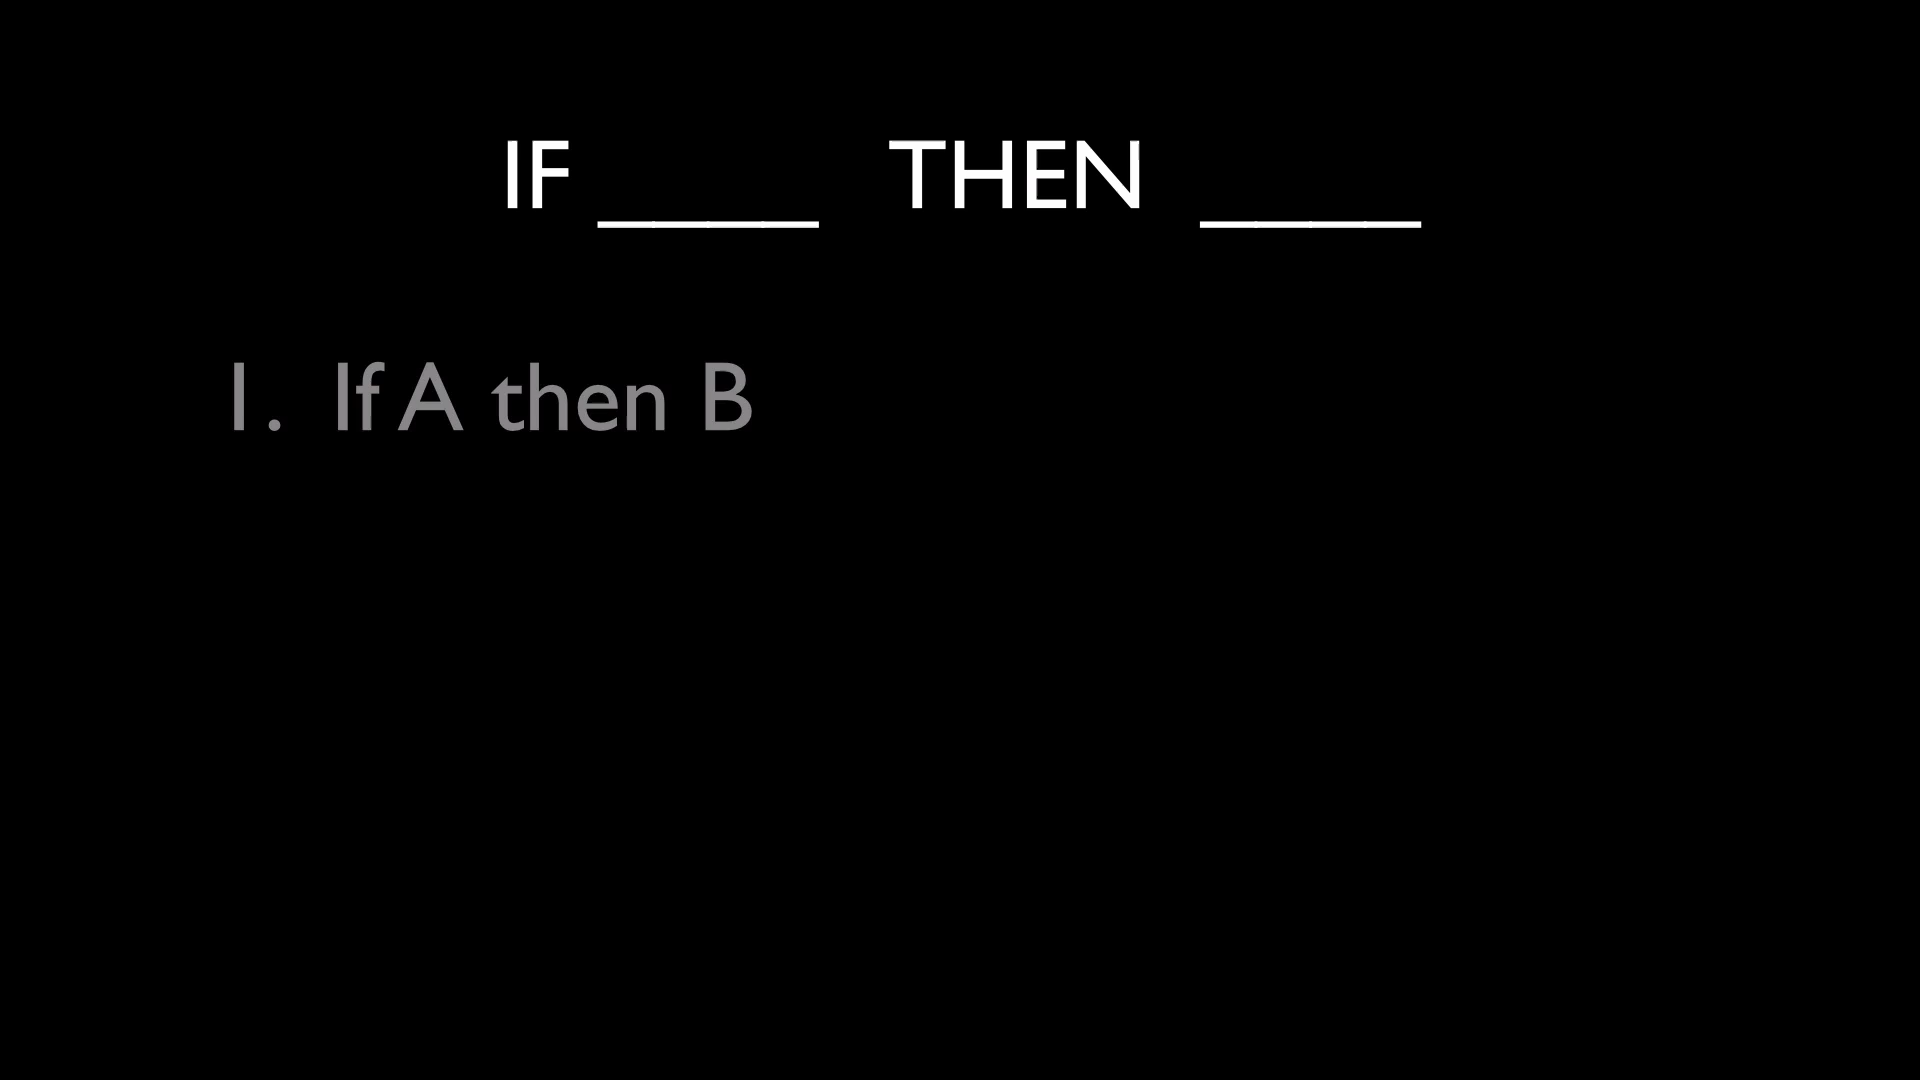 IF ____ THEN ____
1. If A then B